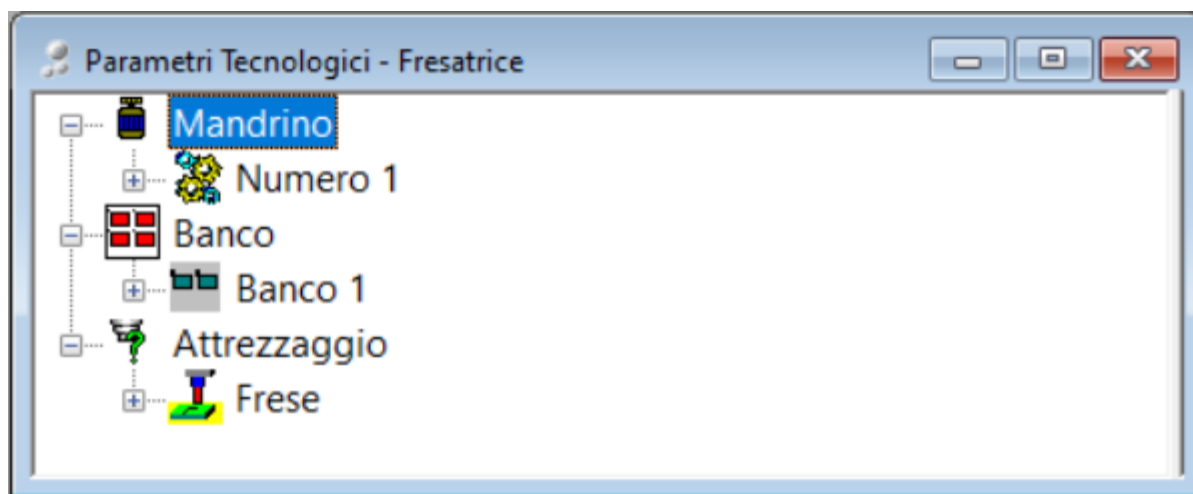 Parametri Tecnologici - Fresatrice
Mandrino
Numero 1
Banco
Banco 1
Attrezzaggio
Frese